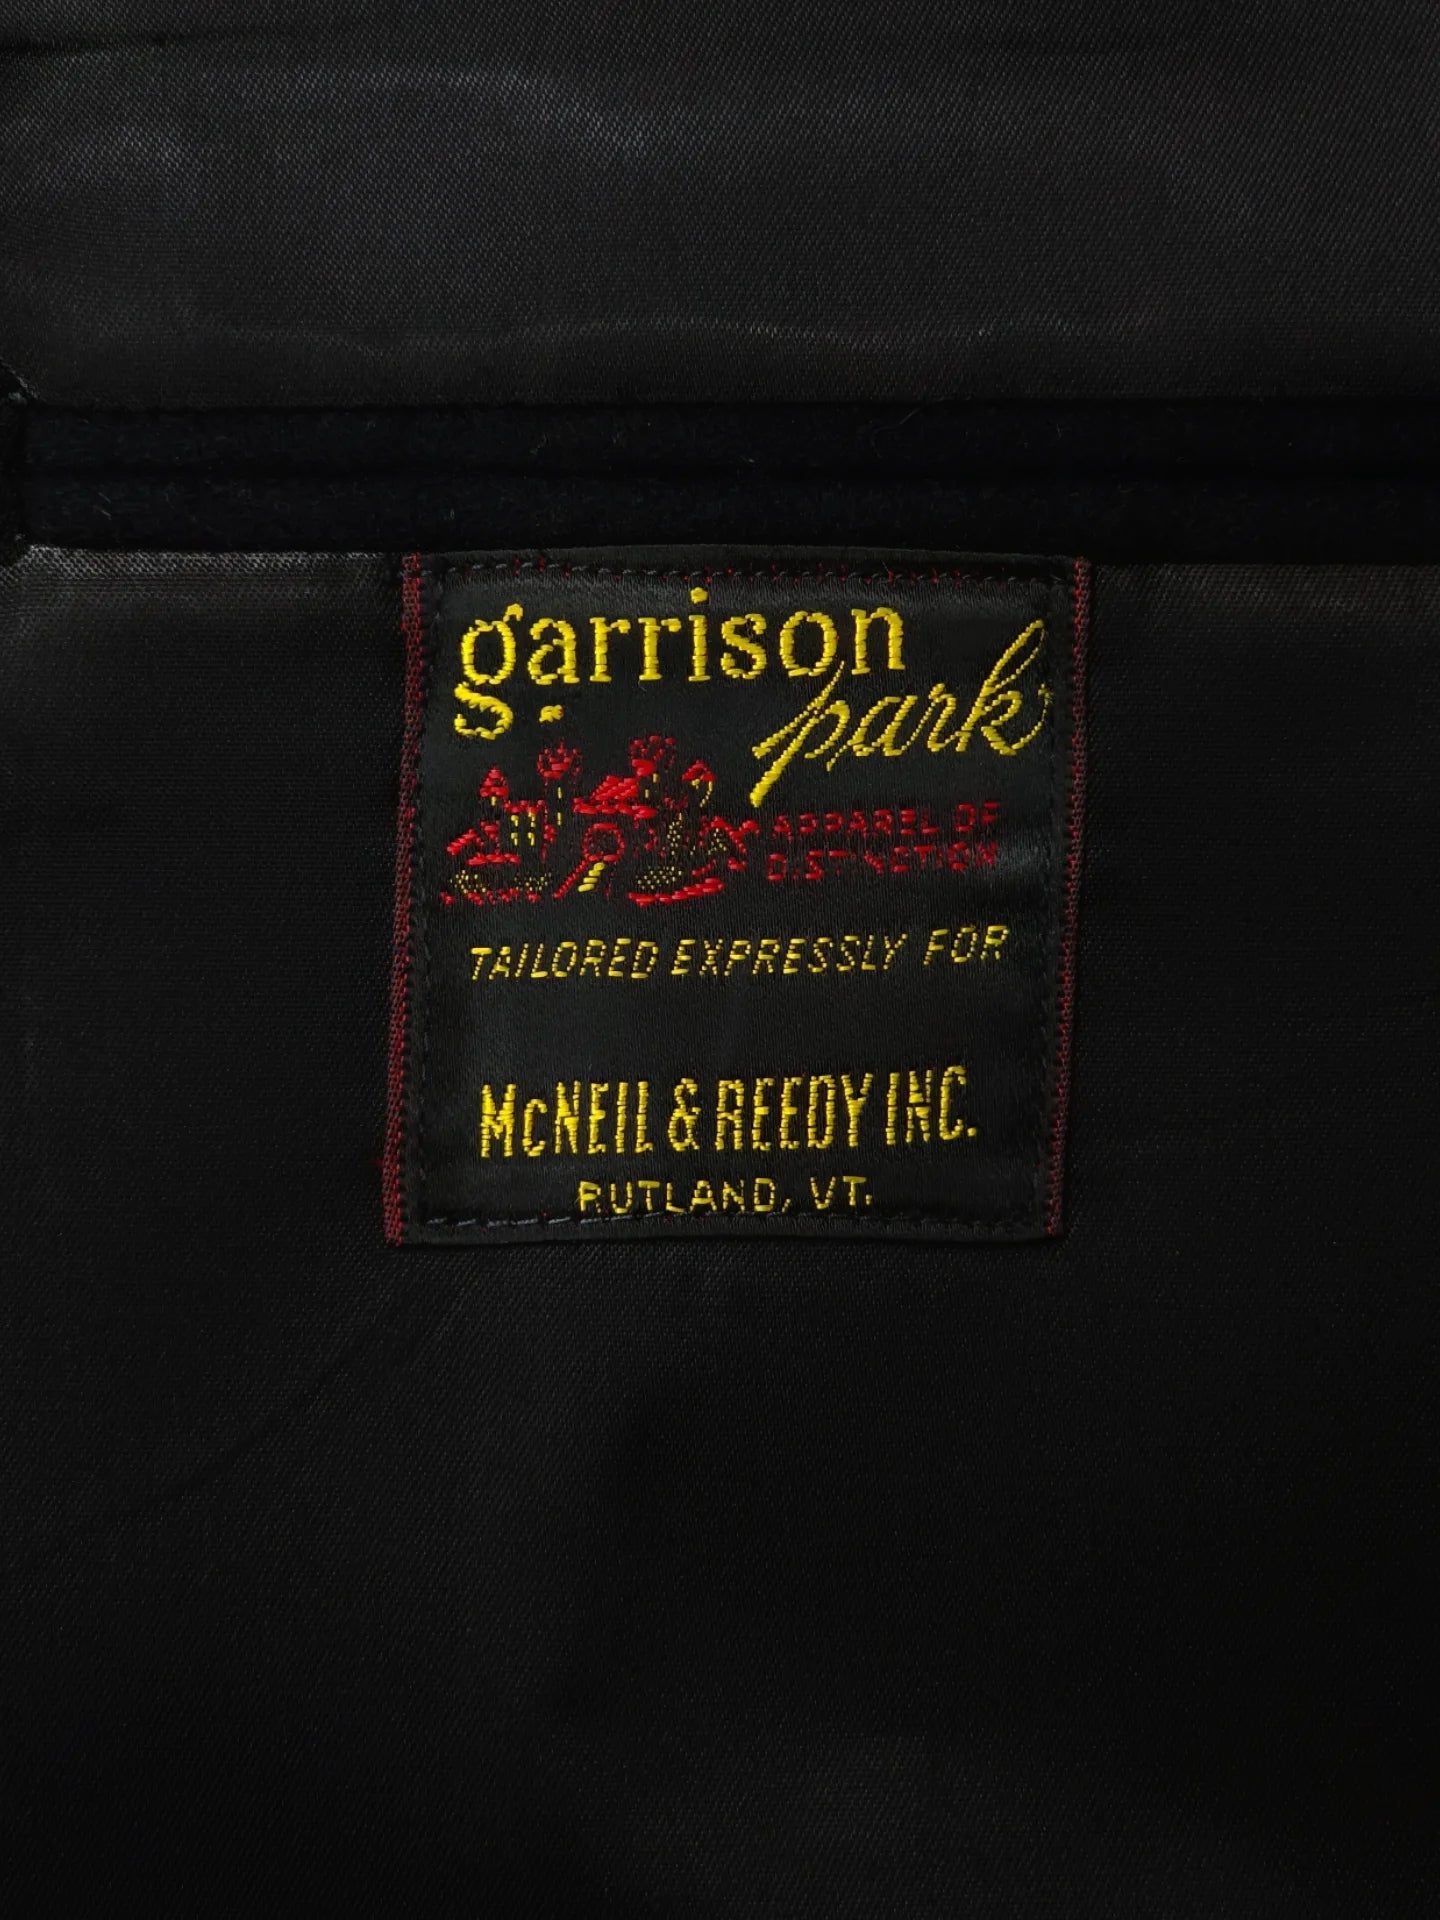 garrison
park
APPAREL OF
DISTINCTION
TAILORED EXPRESSLY FOR
McNEIL & REEDY INC.
RUTLAND, VT.